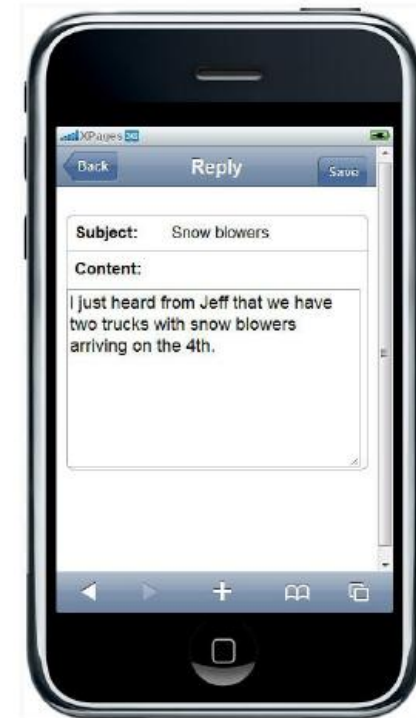 XPages
Back Reply Save
Subject: Snow blowers
Content:
I just heard from Jeff that we have
two trucks with snow blowers
arriving on the 4th.